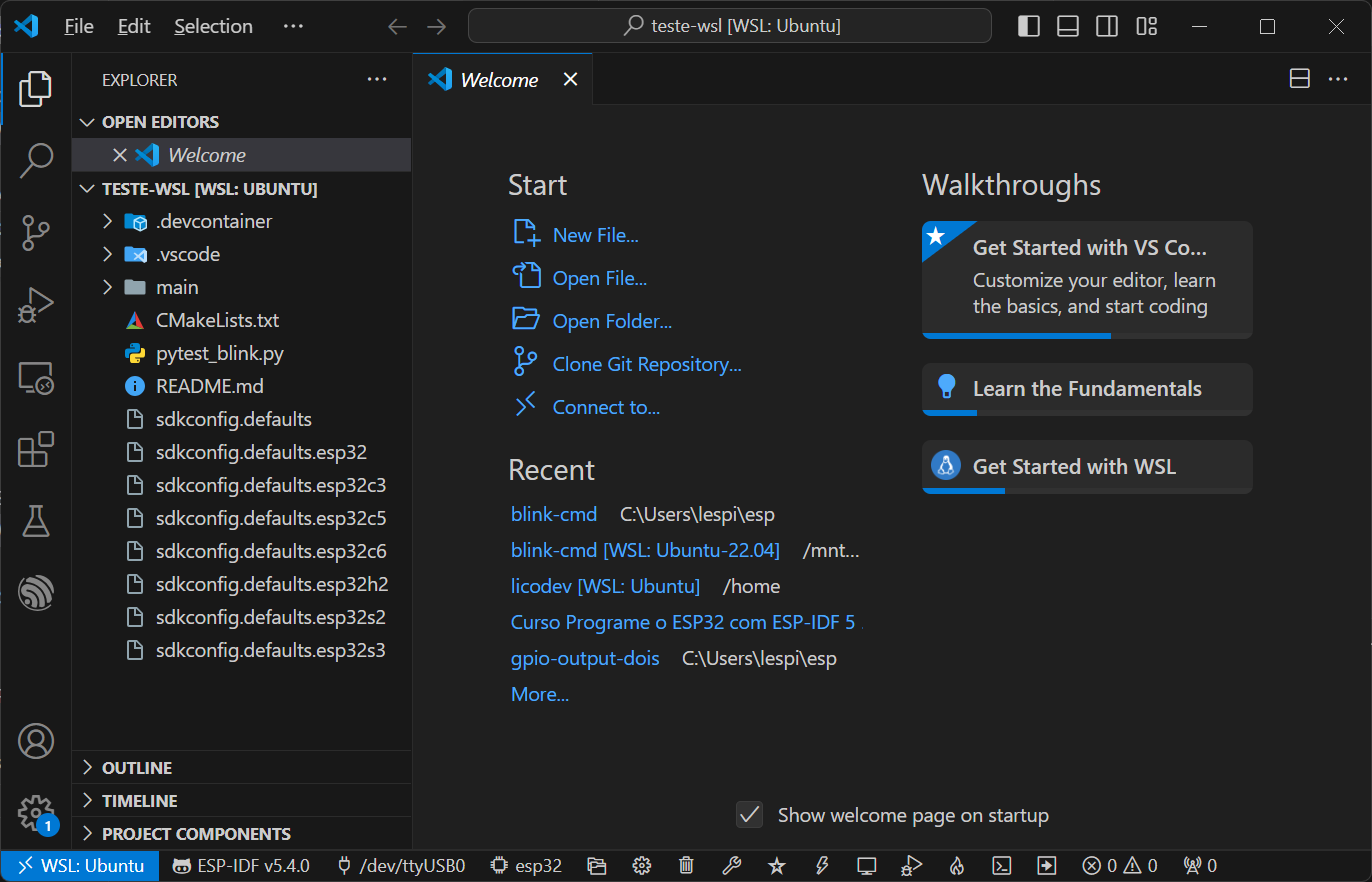 File Edit Selection ···
teste-wsl [WSL: Ubuntu]
EXPLORER
Welcome
OPEN EDITORS
Welcome
TESTE-WSL [WSL: UBUNTU]
.devcontainer
.vscode
main
CMakeLists.txt
pytest_blink.py
README.md
sdkconfig.defaults
sdkconfig.defaults.esp32
sdkconfig.defaults.esp32c3
sdkconfig.defaults.esp32c5
sdkconfig.defaults.esp32c6
sdkconfig.defaults.esp32h2
sdkconfig.defaults.esp32s2
sdkconfig.defaults.esp32s3
OUTLINE
TIMELINE
PROJECT COMPONENTS
1
Start
New File...
Open File...
Open Folder...
Clone Git Repository...
Connect to...
Recent
blink-cmd C:\Users\lespi\esp
blink-cmd [WSL: Ubuntu-22.04] /mnt...
licodev [WSL: Ubuntu] /home
Curso Programe o ESP32 com ESP-IDF 5 .
gpio-output-dois C:\Users\lespi\esp
More...
Walkthroughs
Get Started with VS Co...
Customize your editor, learn
the basics, and start coding
Learn the Fundamentals
Get Started with WSL
Show welcome page on startup
WSL: Ubuntu ESP-IDF v5.4.0 /dev/ttyUSB0 esp32 0 0 0